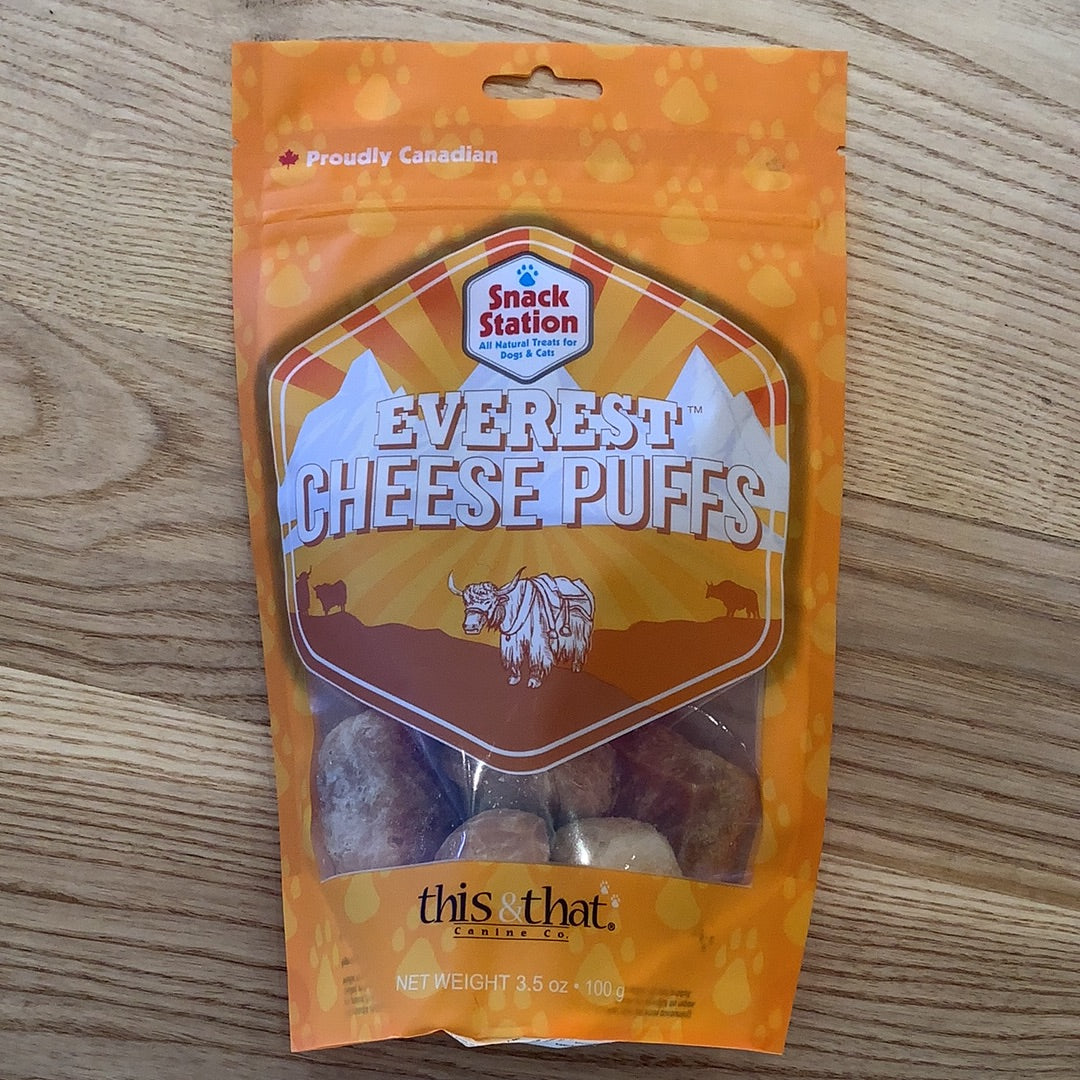 Proudly Canadian
Snack
Station
All Natural Treats for
Dogs & Cats
EVEREST™
CHEESE PUFFS
this&that®
Canine Co.
NET WEIGHT 3.5 oz • 100 g